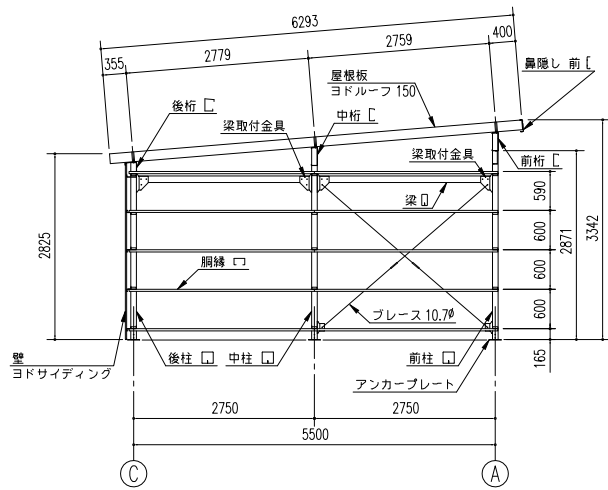 6293
355
2779
2759
400
鼻隠し 前
屋根板
ヨドルーフ 150
後桁
中桁
梁取付金具
梁取付金具
前桁
梁
590
600
600
600
165
2825
2871
3342
胴縁
ブレース 10.7φ
壁
ヨドサイディング
後柱
中柱
前柱
アンカープレート
2750
2750
5500
C
A